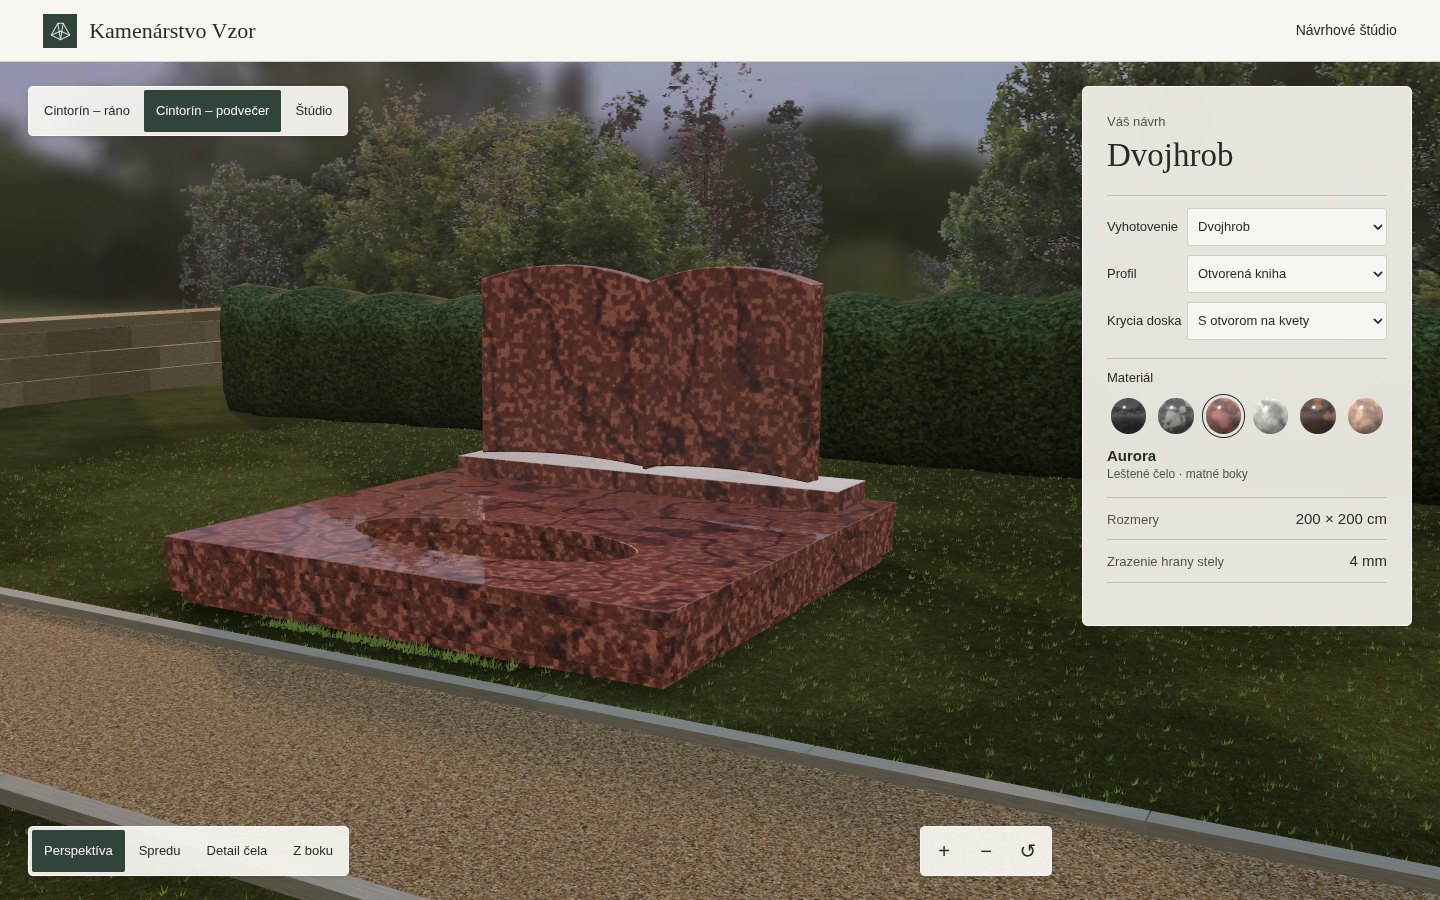 Kamenárstvo Vzor
Návrhové štúdio
Cintorín – ráno
Cintorín – podvečer
Štúdio
Váš návrh
Dvojhrob
Vyhotovenie
Dvojhrob
Profil
Otvorená kniha
Krycia doska
S otvorom na kvety
Materiál
Aurora
Leštené čelo · matné boky
Rozmery
200 × 200 cm
Zrazenie hrany stely
4 mm
Perspektíva
Spredu
Detail čela
Z boku
+ − ↺